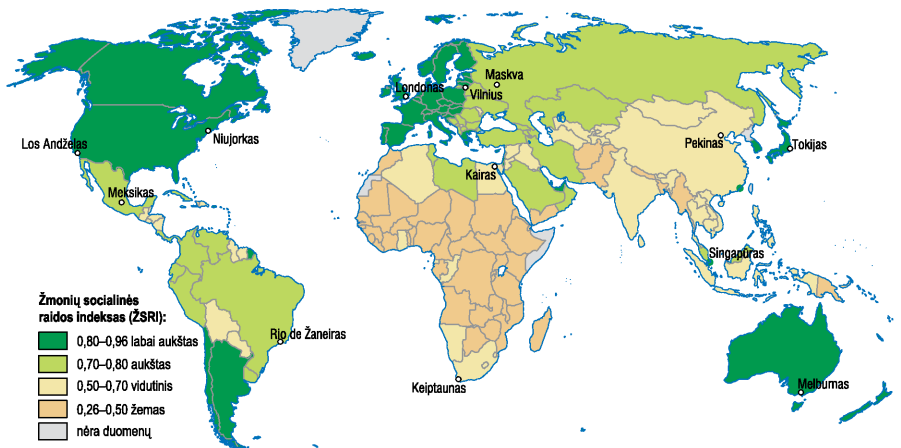 Maskva
Londonas
Vilnius
Niujorkas
Los Andželas
Pekinas
Tokijas
Kairas
Meksikas
Singapūras
Žmonių socialinės
raidos indeksas (ŽSRI):
0,80–0,96 labai aukštas
0,70–0,80 aukštas
0,50–0,70 vidutinis
0,26–0,50 žemas
nėra duomenų
Rio de Žaneiras
Keiptaunas
Melburnas